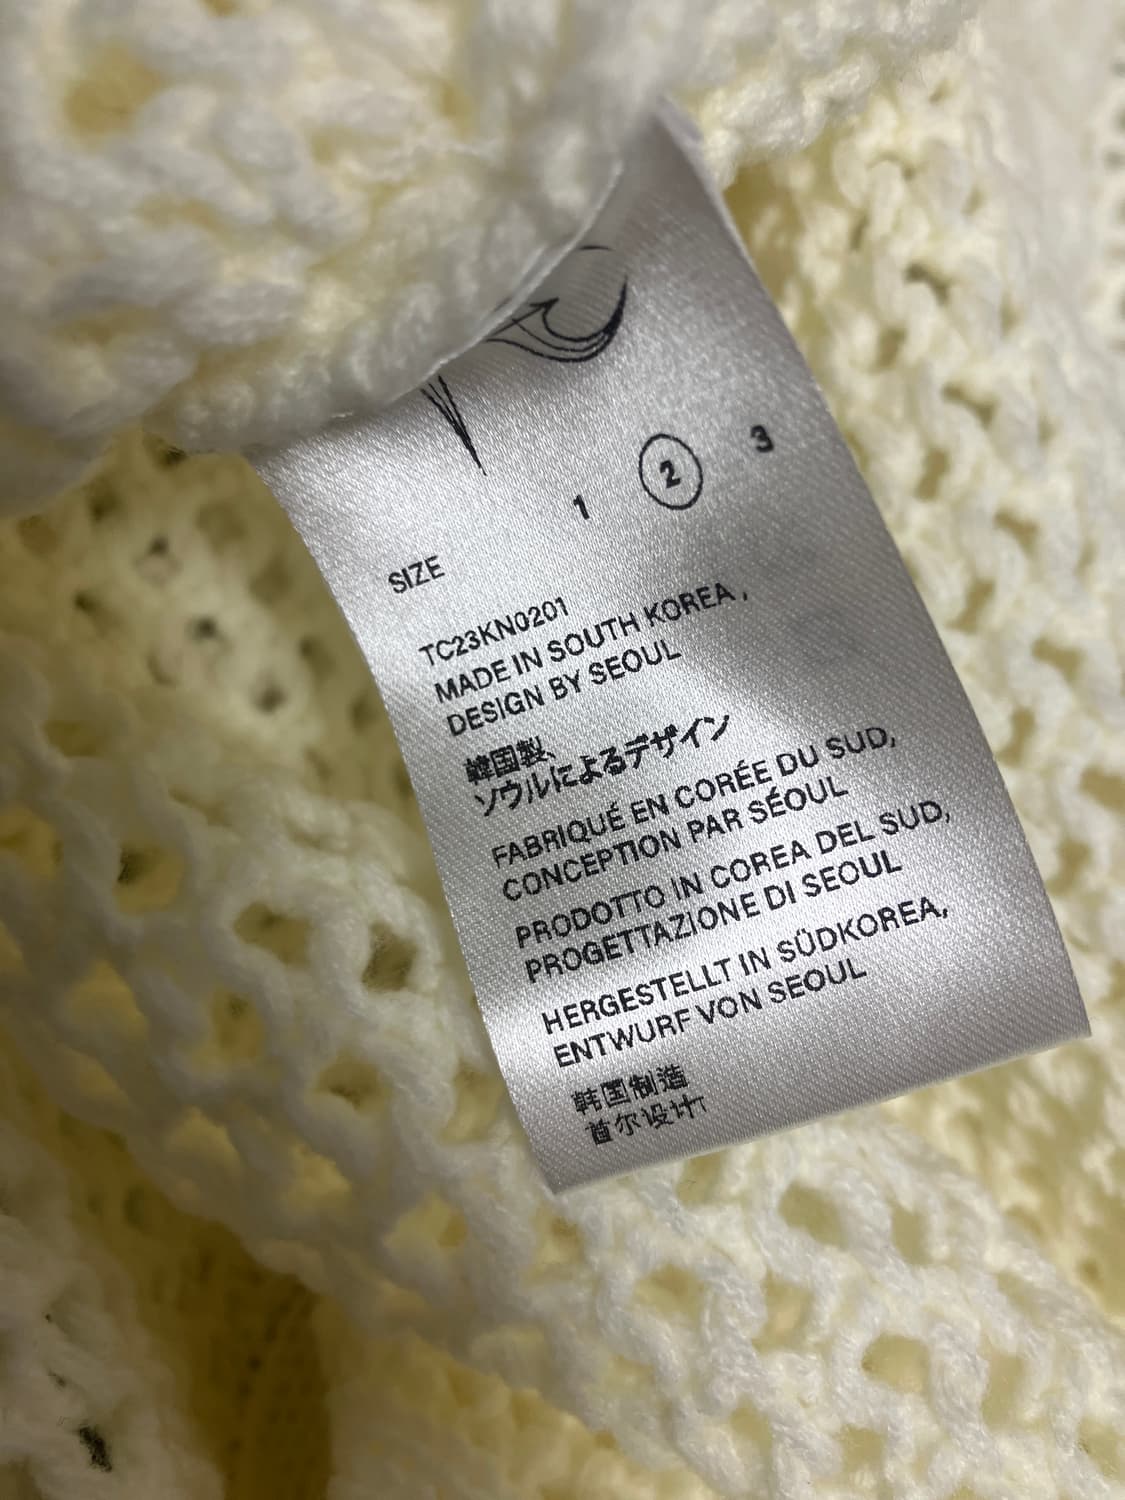 1 2 3
SIZE
TC23KN0201
MADE IN SOUTH KOREA,
DESIGN BY SEOUL
韓国製、
ソウルによるデザイン
FABRIQUÉ EN CORÉE DU SUD,
CONCEPTION PAR SÉOUL
PRODOTTO IN COREA DEL SUD,
PROGETTAZIONE DI SEOUL
HERGESTELLT IN SÜDKOREA,
ENTWURF VON SEOUL
韩国制造
首尔设计